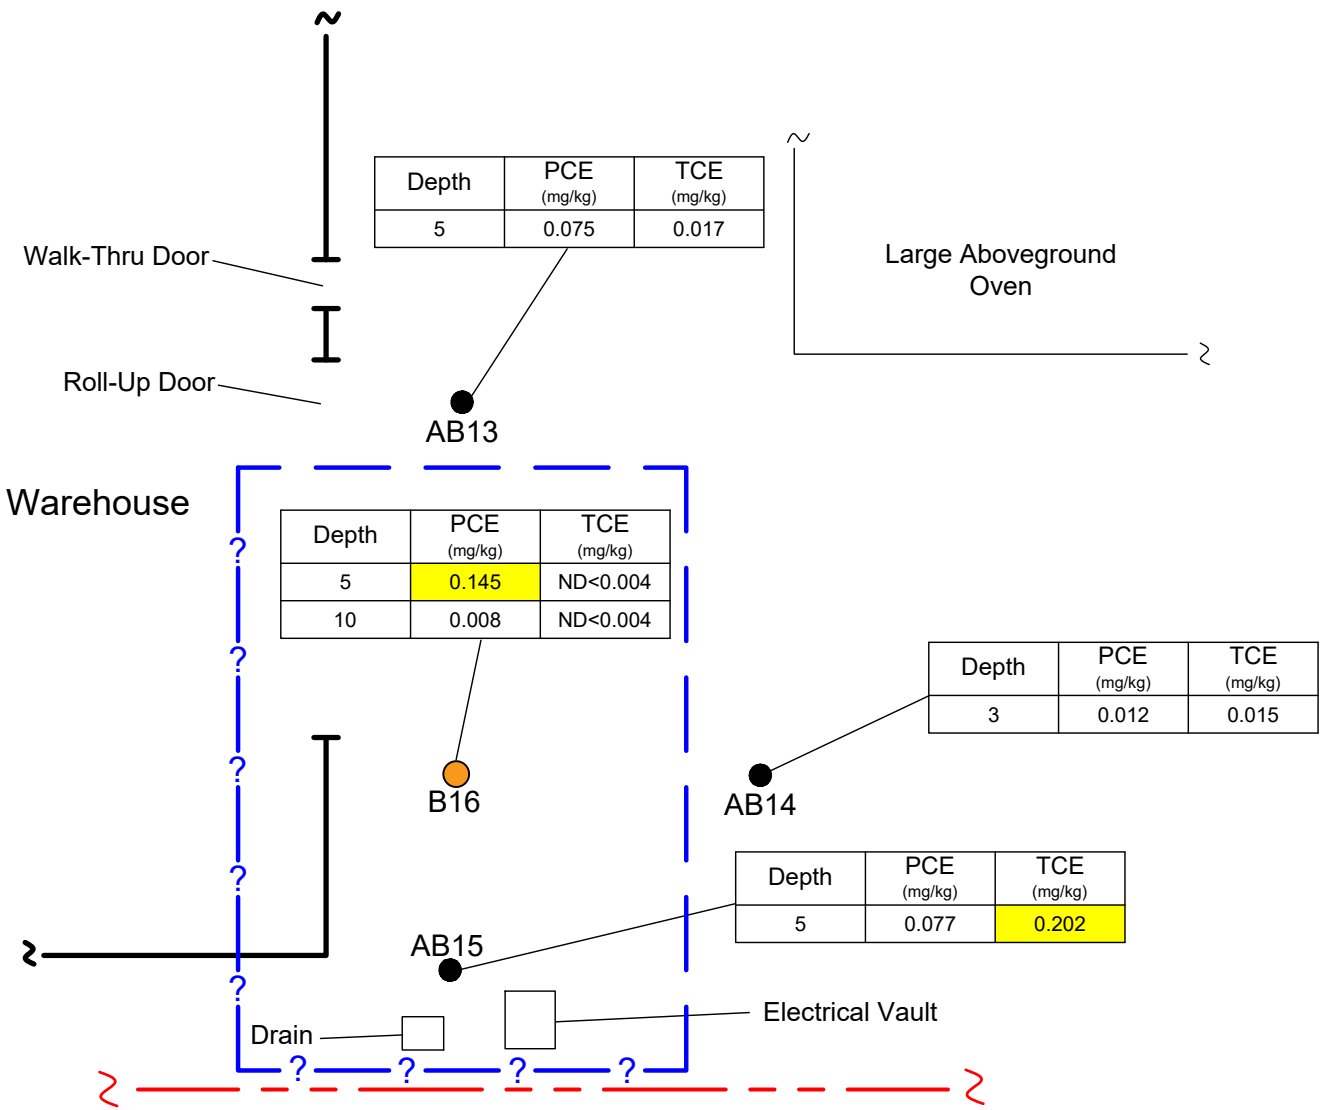 Depth PCE TCE
(mg/kg) (mg/kg)
5 0.075 0.017
Walk-Thru Door
Large Aboveground
Oven
Roll-Up Door
AB13
Warehouse
Depth PCE TCE
(mg/kg) (mg/kg)
5 0.145 ND<0.004
10 0.008 ND<0.004
?
?
?
?
?
B16
Depth PCE TCE
(mg/kg) (mg/kg)
3 0.012 0.015
AB14
Depth PCE TCE
(mg/kg) (mg/kg)
5 0.077 0.202
AB15
Electrical Vault
Drain
? ? ? ?